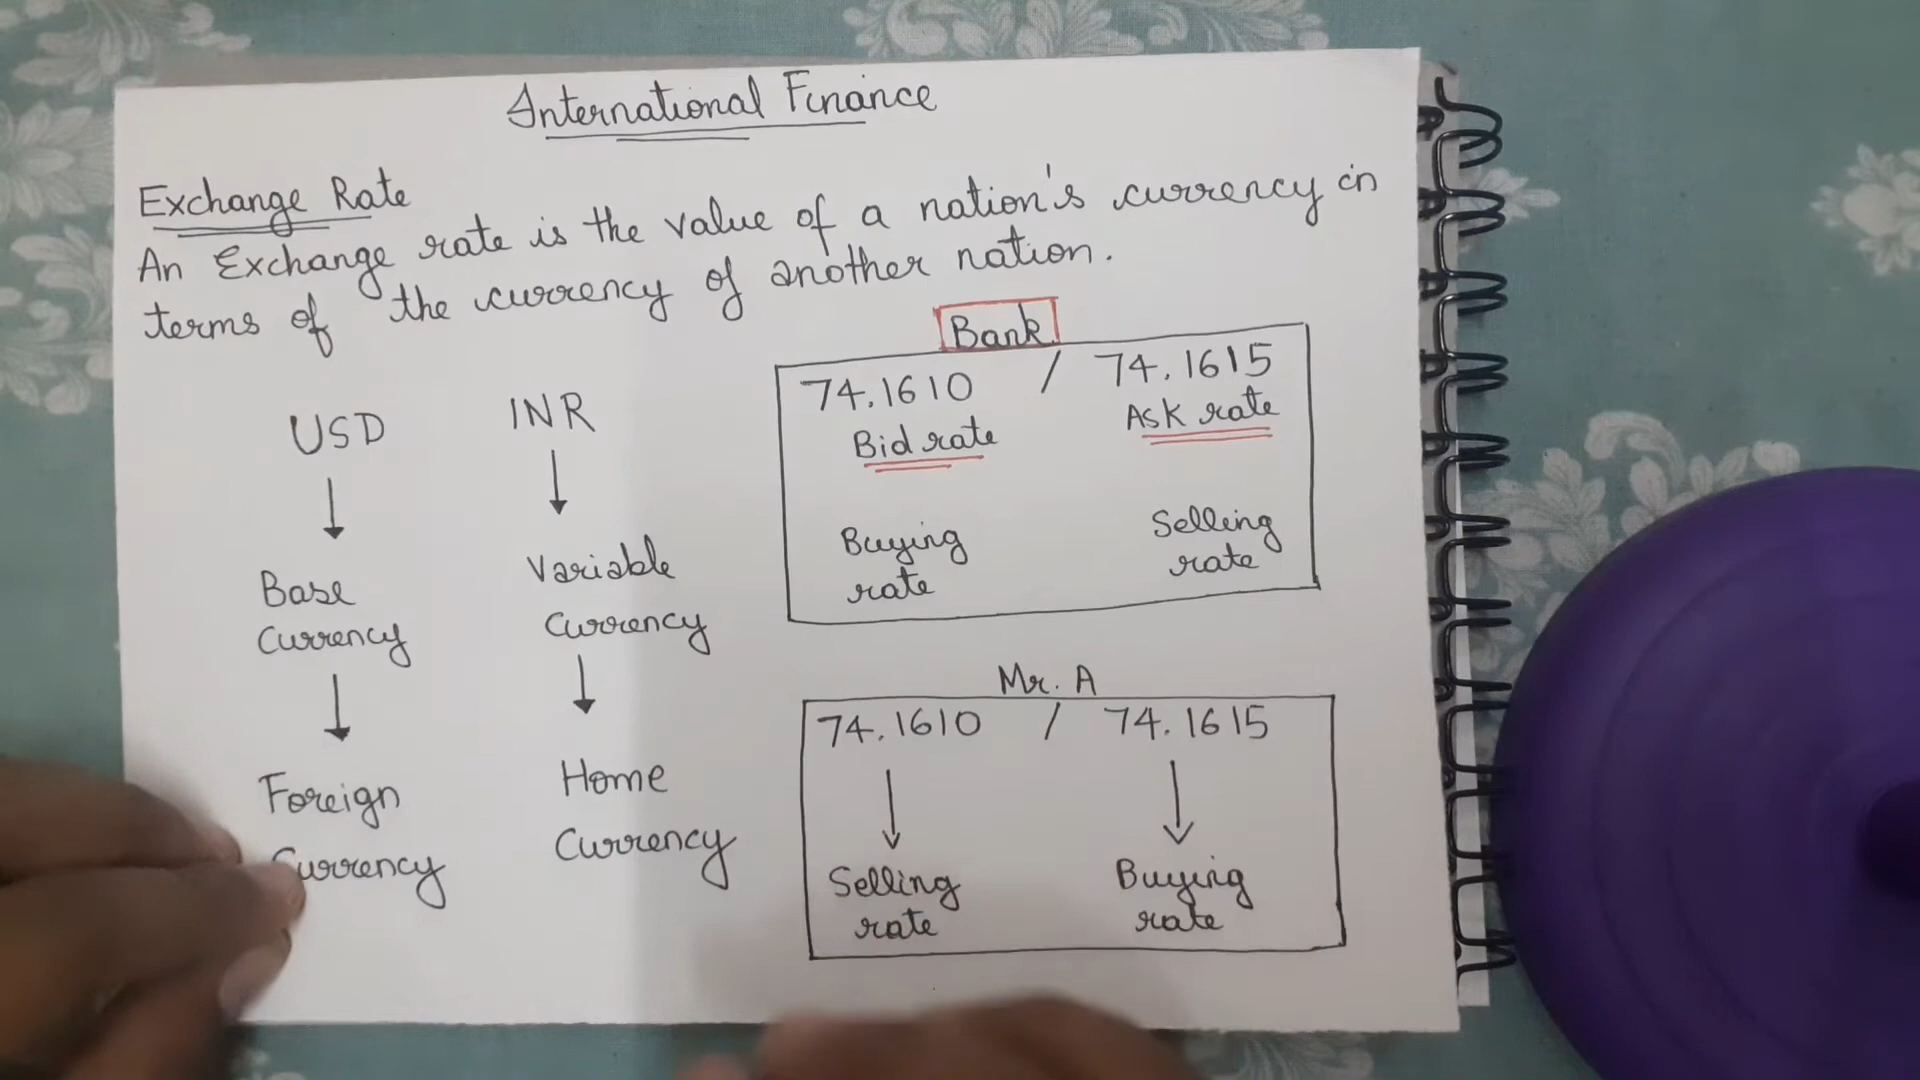 International Finance
Exchange Rate
An Exchange rate is the value of a nation's currency in
terms of the currency of another nation.
USD INR
Base Currency
Variable Currency
Foreign Currency
Home Currency
Bank
74.1610 / 74.1615
Bid rate Ask rate
Buying rate
Selling rate
Mr. A
74.1610 / 74.1615
Selling rate
Buying rate